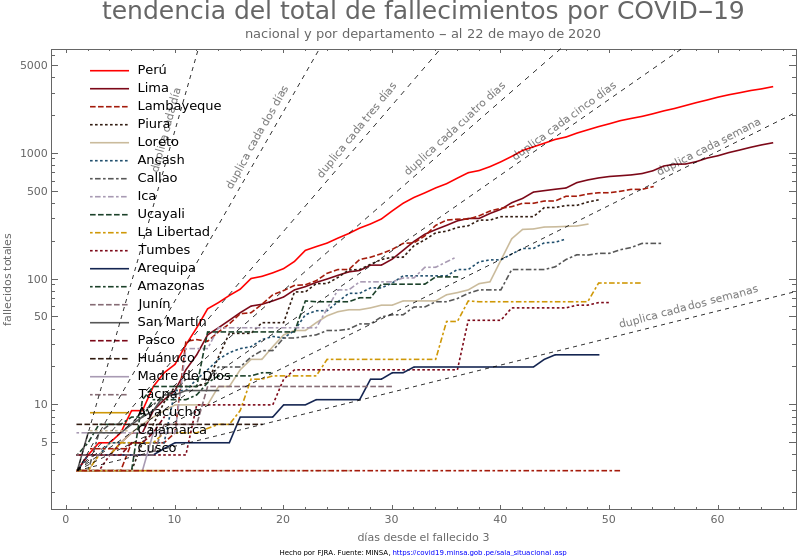 tendencia del total de fallecimientos por COVID−19
nacional y por departamento − al 22 de mayo de 2020
fallecidos totales
5000
1000
500
100
50
10
5
Perú
Lima
Lambayeque
Piura
Loreto
Ancash
Callao
Ica
Ucayali
La Libertad
Tumbes
Arequipa
Amazonas
Junín
San Martín
Pasco
Huánuco
Madre de Dios
Tacna
Ayacucho
Cajamarca
Cusco
duplica cada día
duplica cada dos días
duplica cada tres días
duplica cada cuatro días
duplica cada cinco días
duplica cada semana
duplica cada dos semanas
0 10 20 30 40 50 60
días desde el fallecido 3
Hecho por FJRA. Fuente: MINSA, https://covid19.minsa.gob.pe/sala_situacional.asp